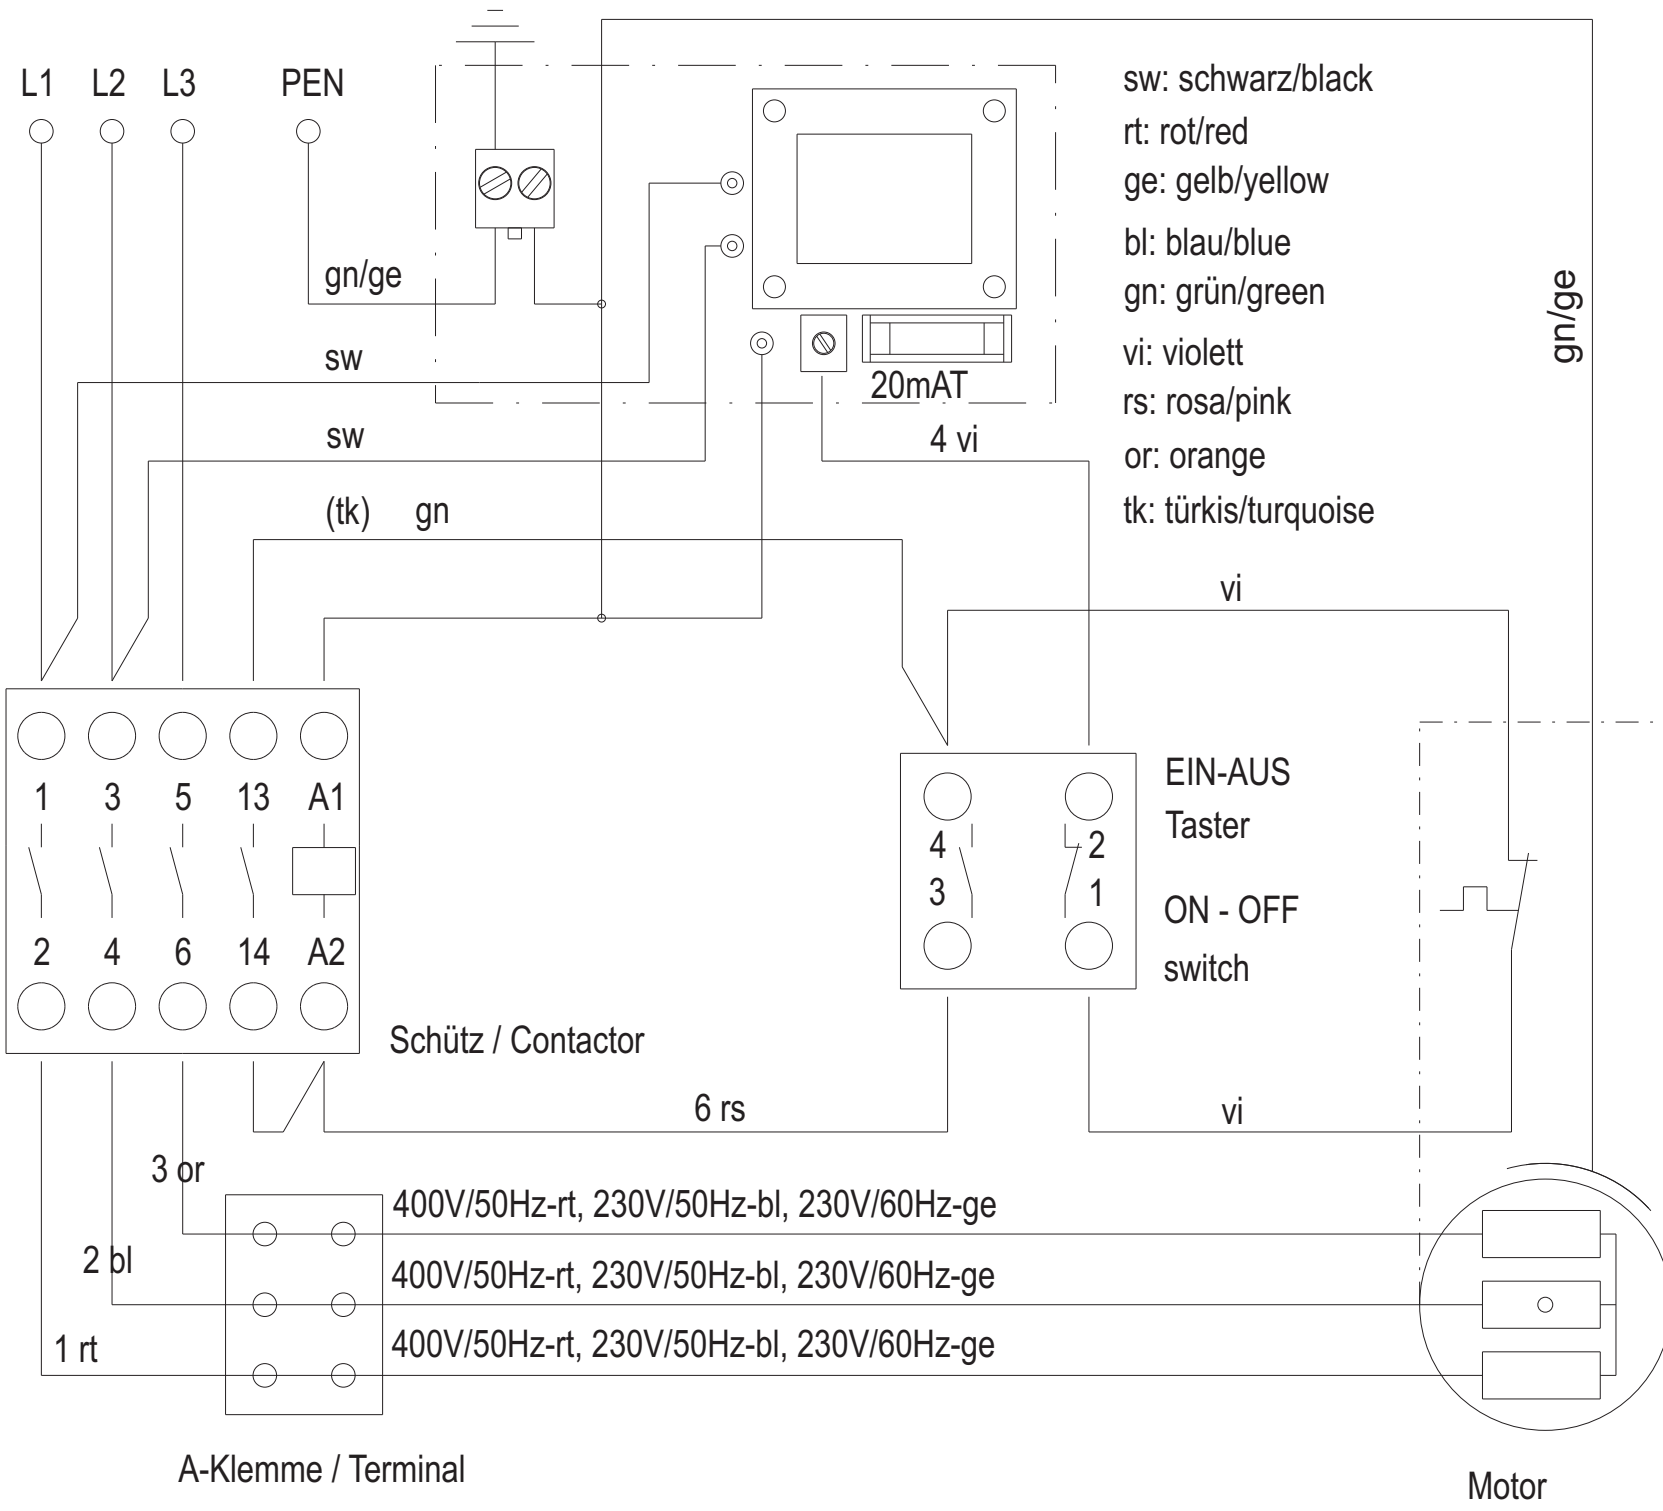 L1 L2 L3 PEN
sw: schwarz/black
rt: rot/red
ge: gelb/yellow
bl: blau/blue
gn: grün/green
vi: violett
rs: rosa/pink
or: orange
tk: türkis/turquoise
gn/ge
gn/ge
sw
20mAT
sw
4 vi
(tk) gn
vi
1 3 5 13 A1
2 4 6 14 A2
Schütz / Contactor
4 2
3 1
EIN-AUS
Taster
ON - OFF
switch
6 rs
vi
3 or
2 bl
1 rt
400V/50Hz-rt, 230V/50Hz-bl, 230V/60Hz-ge
400V/50Hz-rt, 230V/50Hz-bl, 230V/60Hz-ge
400V/50Hz-rt, 230V/50Hz-bl, 230V/60Hz-ge
A-Klemme / Terminal
Motor